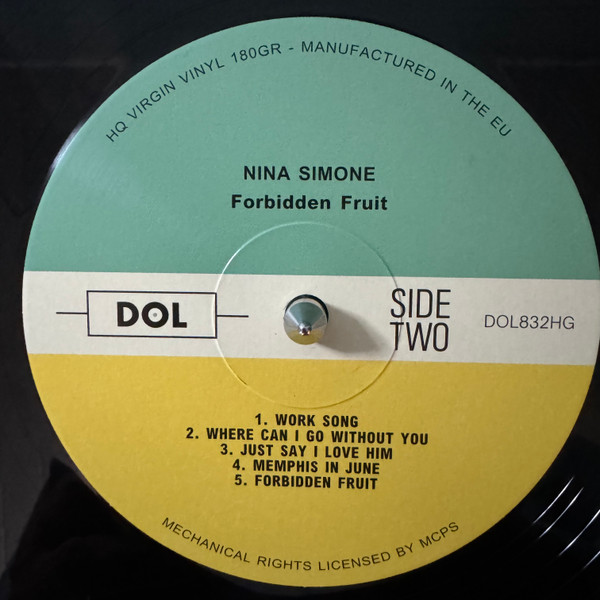 HQ VIRGIN VINYL 180GR - MANUFACTURED IN THE EU
NINA SIMONE
Forbidden Fruit
DOL
SIDE
TWO
DOL832HG
1. WORK SONG
2. WHERE CAN I GO WITHOUT YOU
3. JUST SAY I LOVE HIM
4. MEMPHIS IN JUNE
5. FORBIDDEN FRUIT
MECHANICAL RIGHTS LICENSED BY MCPS